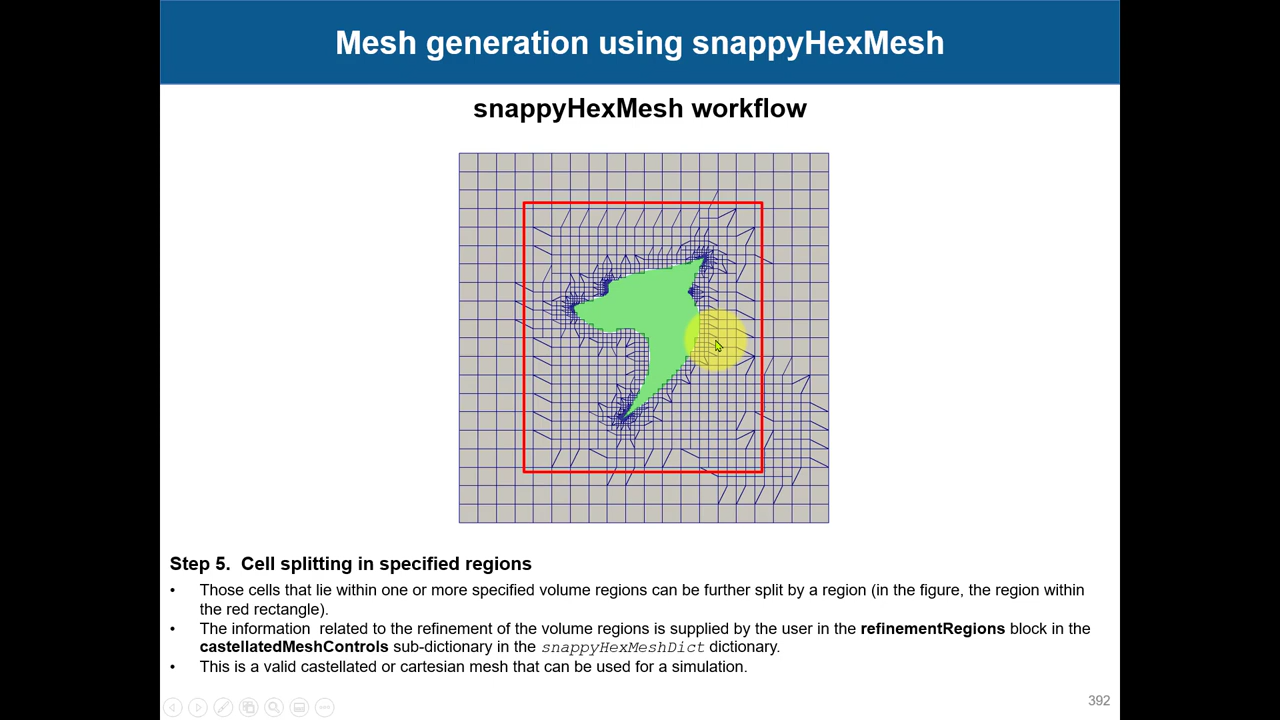 Mesh generation using snappyHexMesh
snappyHexMesh workflow
Step 5.  Cell splitting in specified regions
• Those cells that lie within one or more specified volume regions can be further split by a region (in the figure, the region within
the red rectangle).
• The information  related to the refinement of the volume regions is supplied by the user in the refinementRegions block in the
castellatedMeshControls sub-dictionary in the snappyHexMeshDict dictionary.
• This is a valid castellated or cartesian mesh that can be used for a simulation.
392